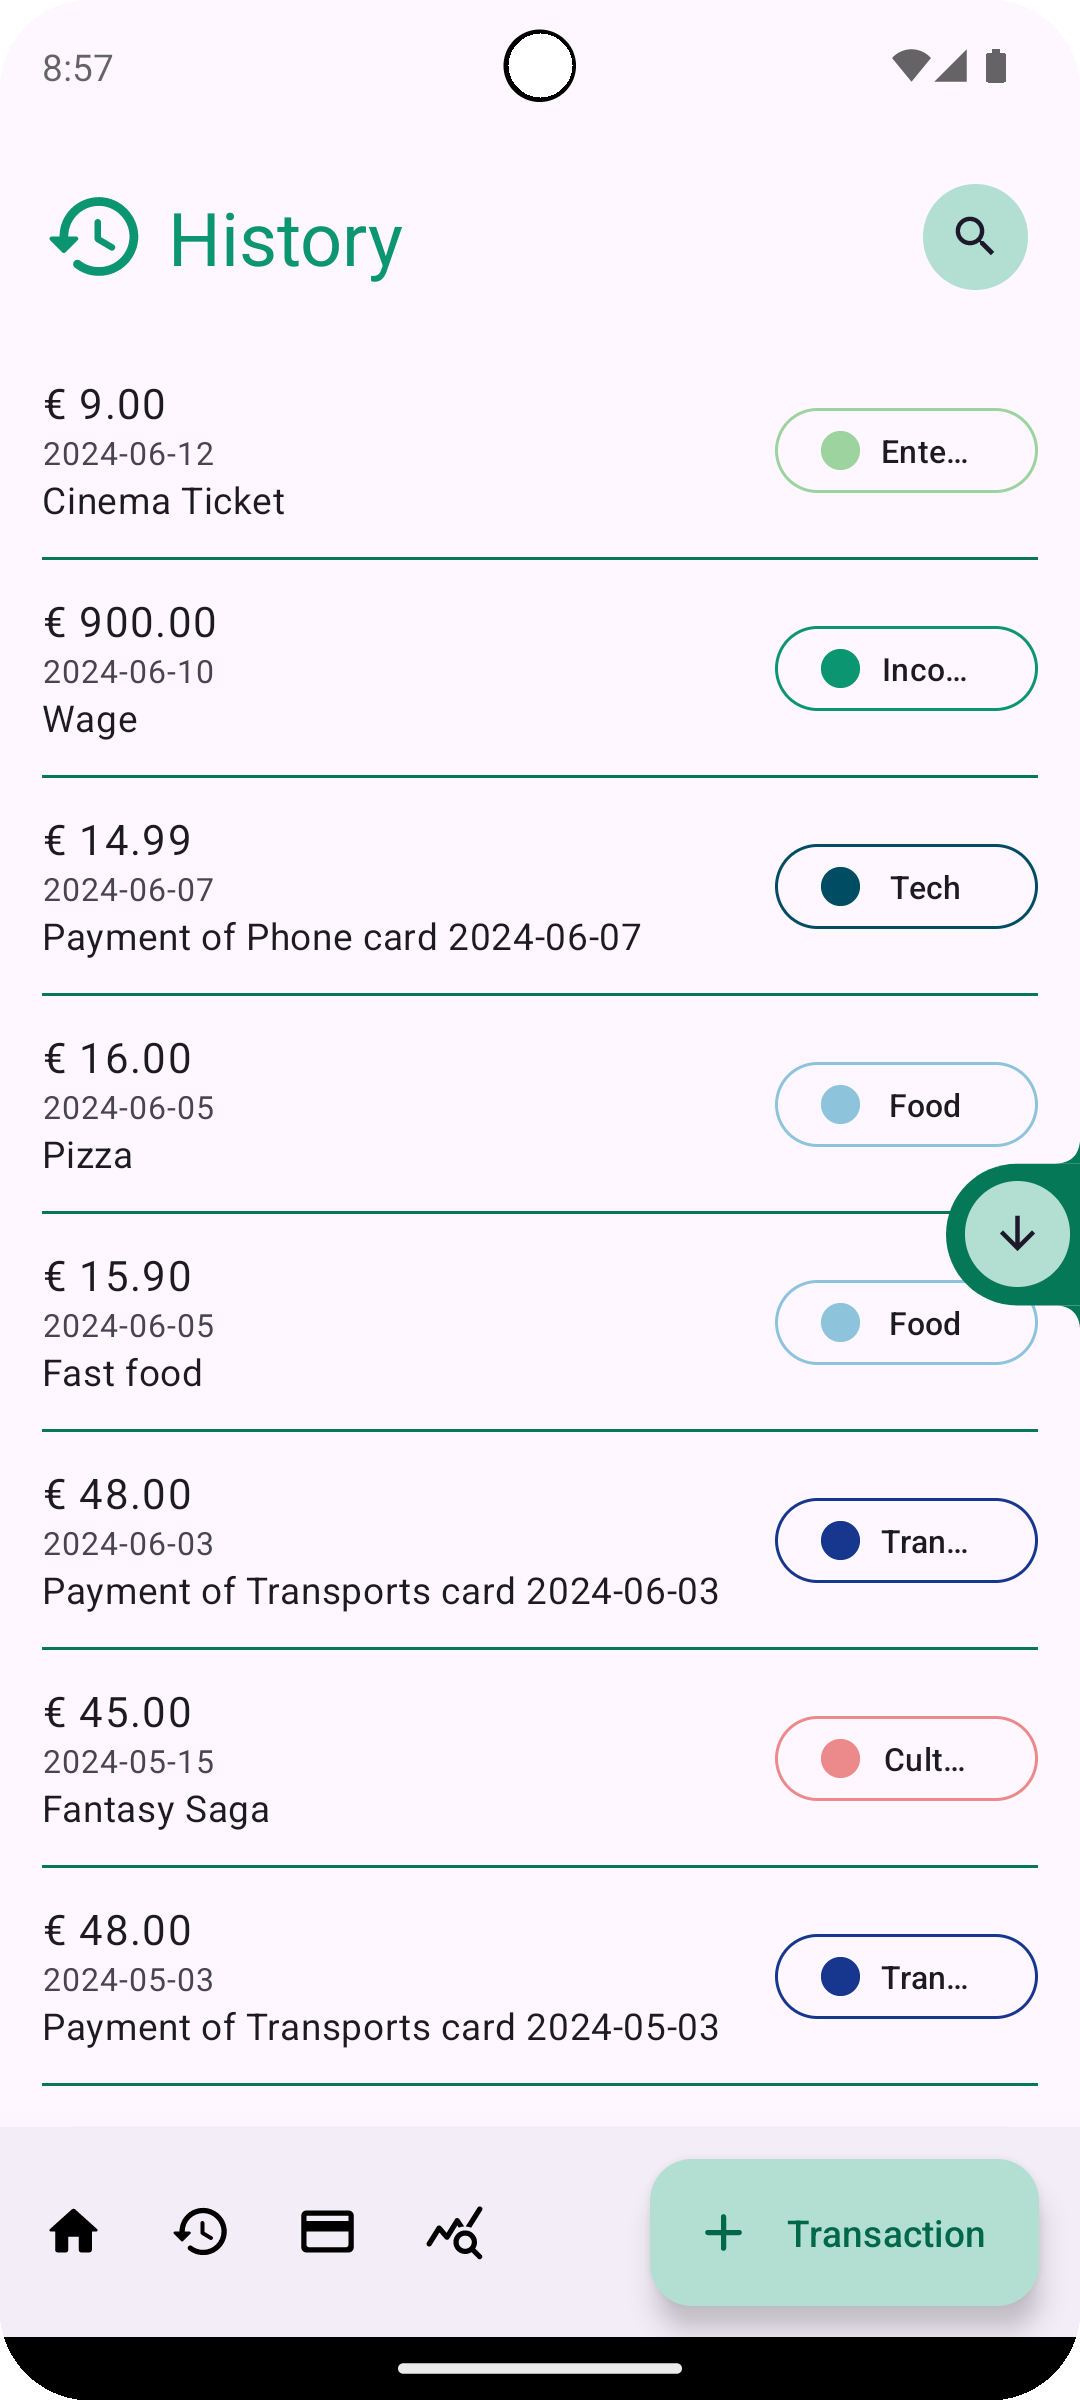 8:57
History
€ 9.00
2024-06-12
Cinema Ticket
Ente...
€ 900.00
2024-06-10
Wage
Inco...
€ 14.99
2024-06-07
Payment of Phone card 2024-06-07
Tech
€ 16.00
2024-06-05
Pizza
Food
€ 15.90
2024-06-05
Fast food
Food
€ 48.00
2024-06-03
Payment of Transports card 2024-06-03
Tran...
€ 45.00
2024-05-15
Fantasy Saga
Cult...
€ 48.00
2024-05-03
Payment of Transports card 2024-05-03
Tran...
Transaction